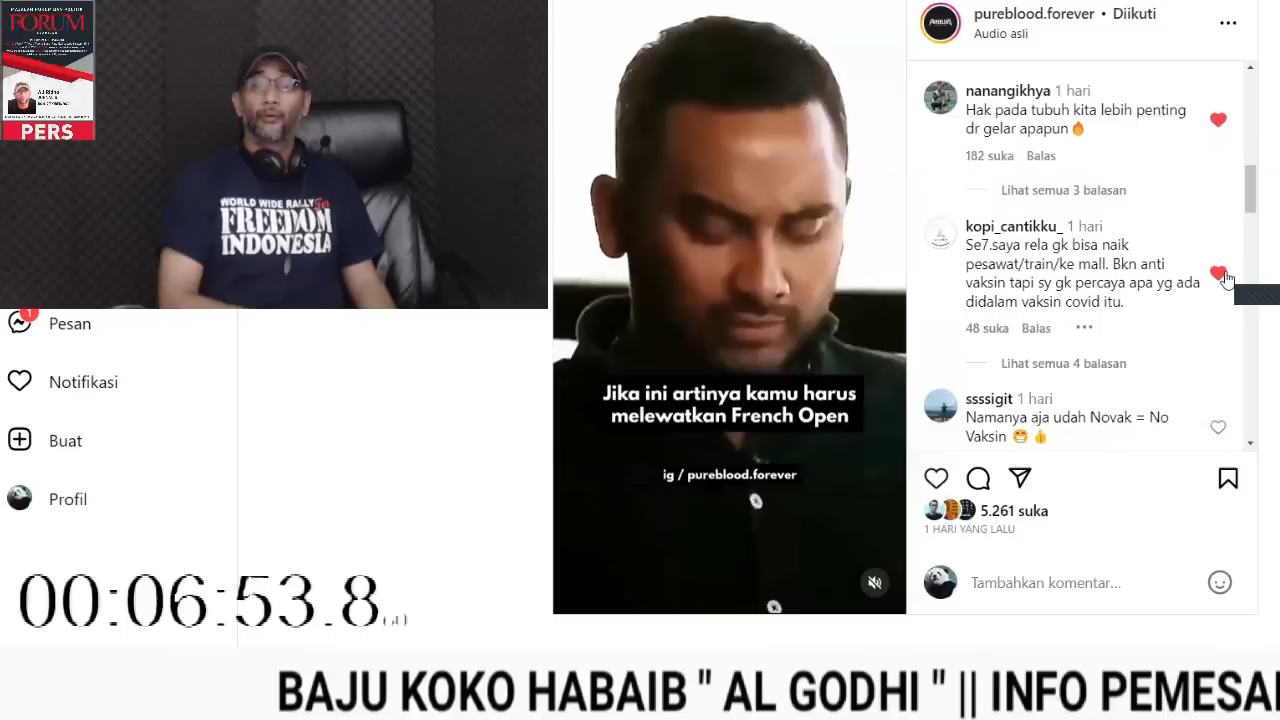 MAJALAH HUKUM DAN POLITIK
FORUM
PERS
WORLD WIDE RALLY For
FREEDOM
INDONESIA
1
Pesan
Notifikasi
Buat
Profil
00:06:53.8
Jika ini artinya kamu harus
melewatkan French Open
ig / pureblood.forever
pureblood.forever • Diikuti
Audio asli
nanangikhya 1 hari
Hak pada tubuh kita lebih penting
dr gelar apapun🔥
182 suka Balas
Lihat semua 3 balasan
kopi_cantikku_ 1 hari
Se7.saya rela gk bisa naik
pesawat/train/ke mall. Bkn anti
vaksin tapi sy gk percaya apa yg ada
didalam vaksin covid itu.
48 suka Balas
Lihat semua 4 balasan
ssssigit 1 hari
Namanya aja udah Novak = No
Vaksin 😁 👍
5.261 suka
1 HARI YANG LALU
Tambahkan komentar...
BAJU KOKO HABAIB " AL GODHI " || INFO PEMESA